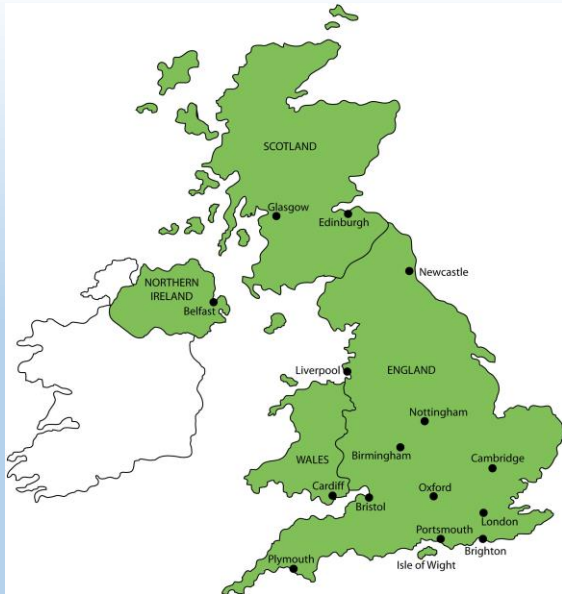 SCOTLAND
Glasgow
Edinburgh
Newcastle
NORTHERN
IRELAND
Belfast
Liverpool
ENGLAND
Nottingham
WALES
Birmingham
Cambridge
Cardiff
Bristol
Oxford
London
Portsmouth
Brighton
Isle of Wight
Plymouth